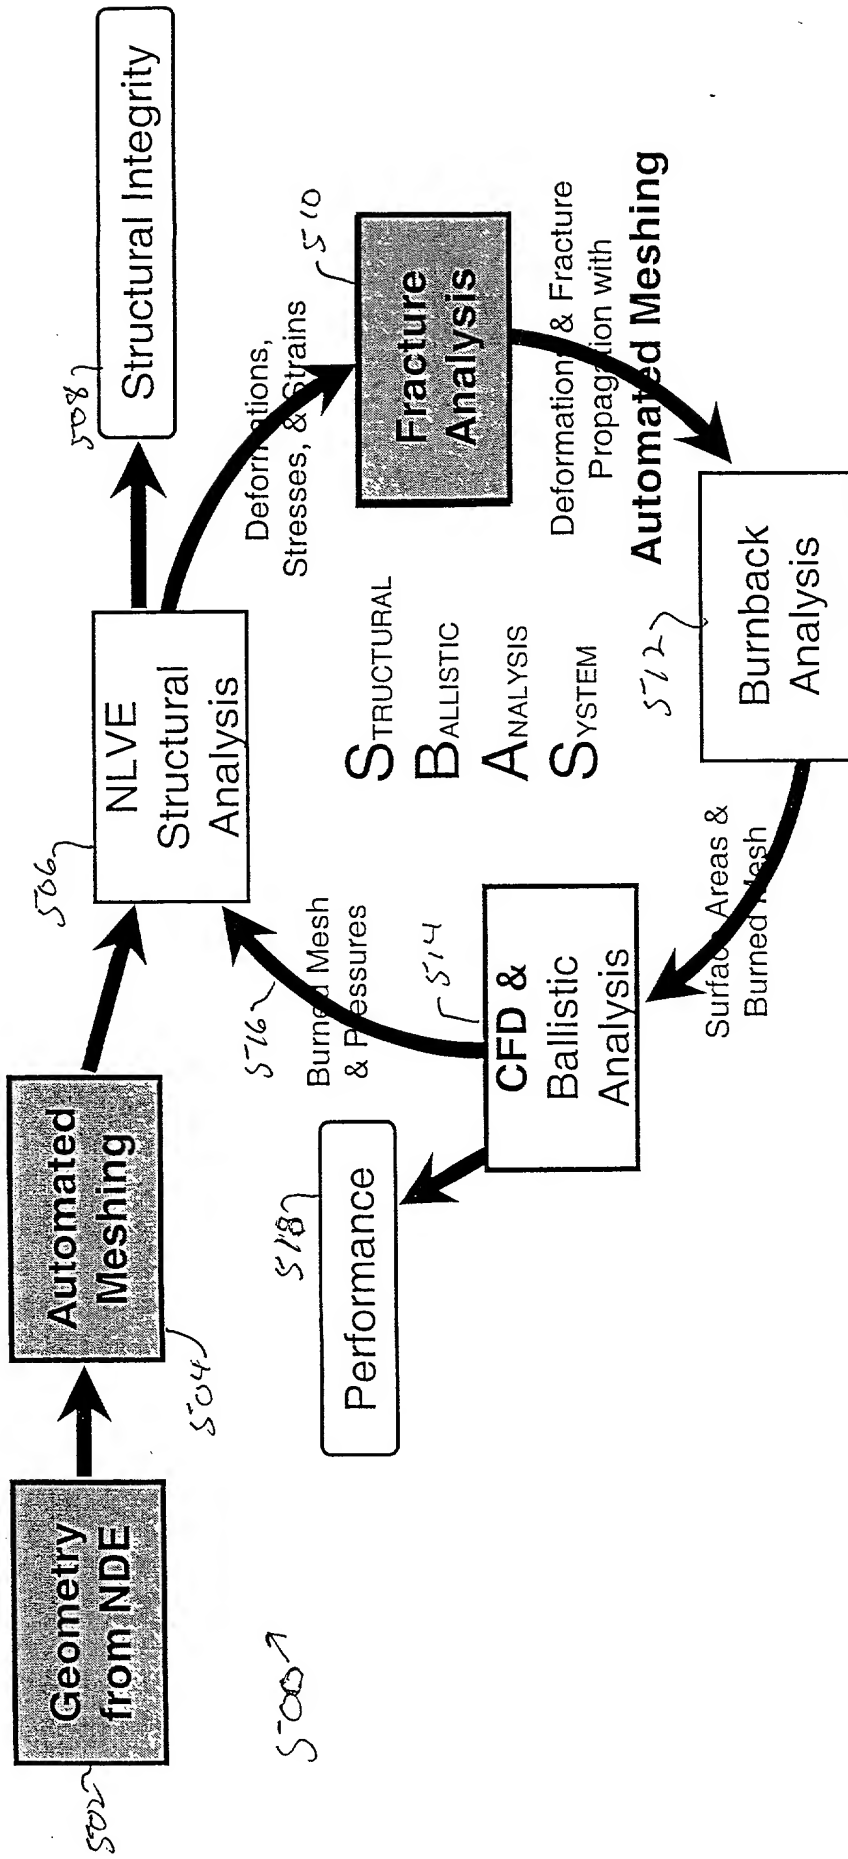 502
Geometry
from NDE
504
Automated
Meshing
506
NLVE
Structural
Analysis
508
Structural Integrity
Deformations,
Stresses, & Strains
510
Fracture
Analysis
Deformations & Fracture
Propagation with
Automated Meshing
512
Burnback
Analysis
Surface Areas &
Burned Mesh
514
CFD &
Ballistic
Analysis
516
Burned Mesh
& Pressures
518
Performance
STRUCTURAL
BALLISTIC
ANALYSIS
SYSTEM
500